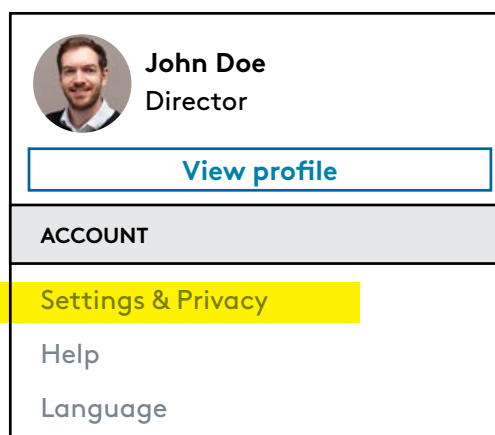 John Doe
Director
View profile
ACCOUNT
Settings & Privacy
Help
Language